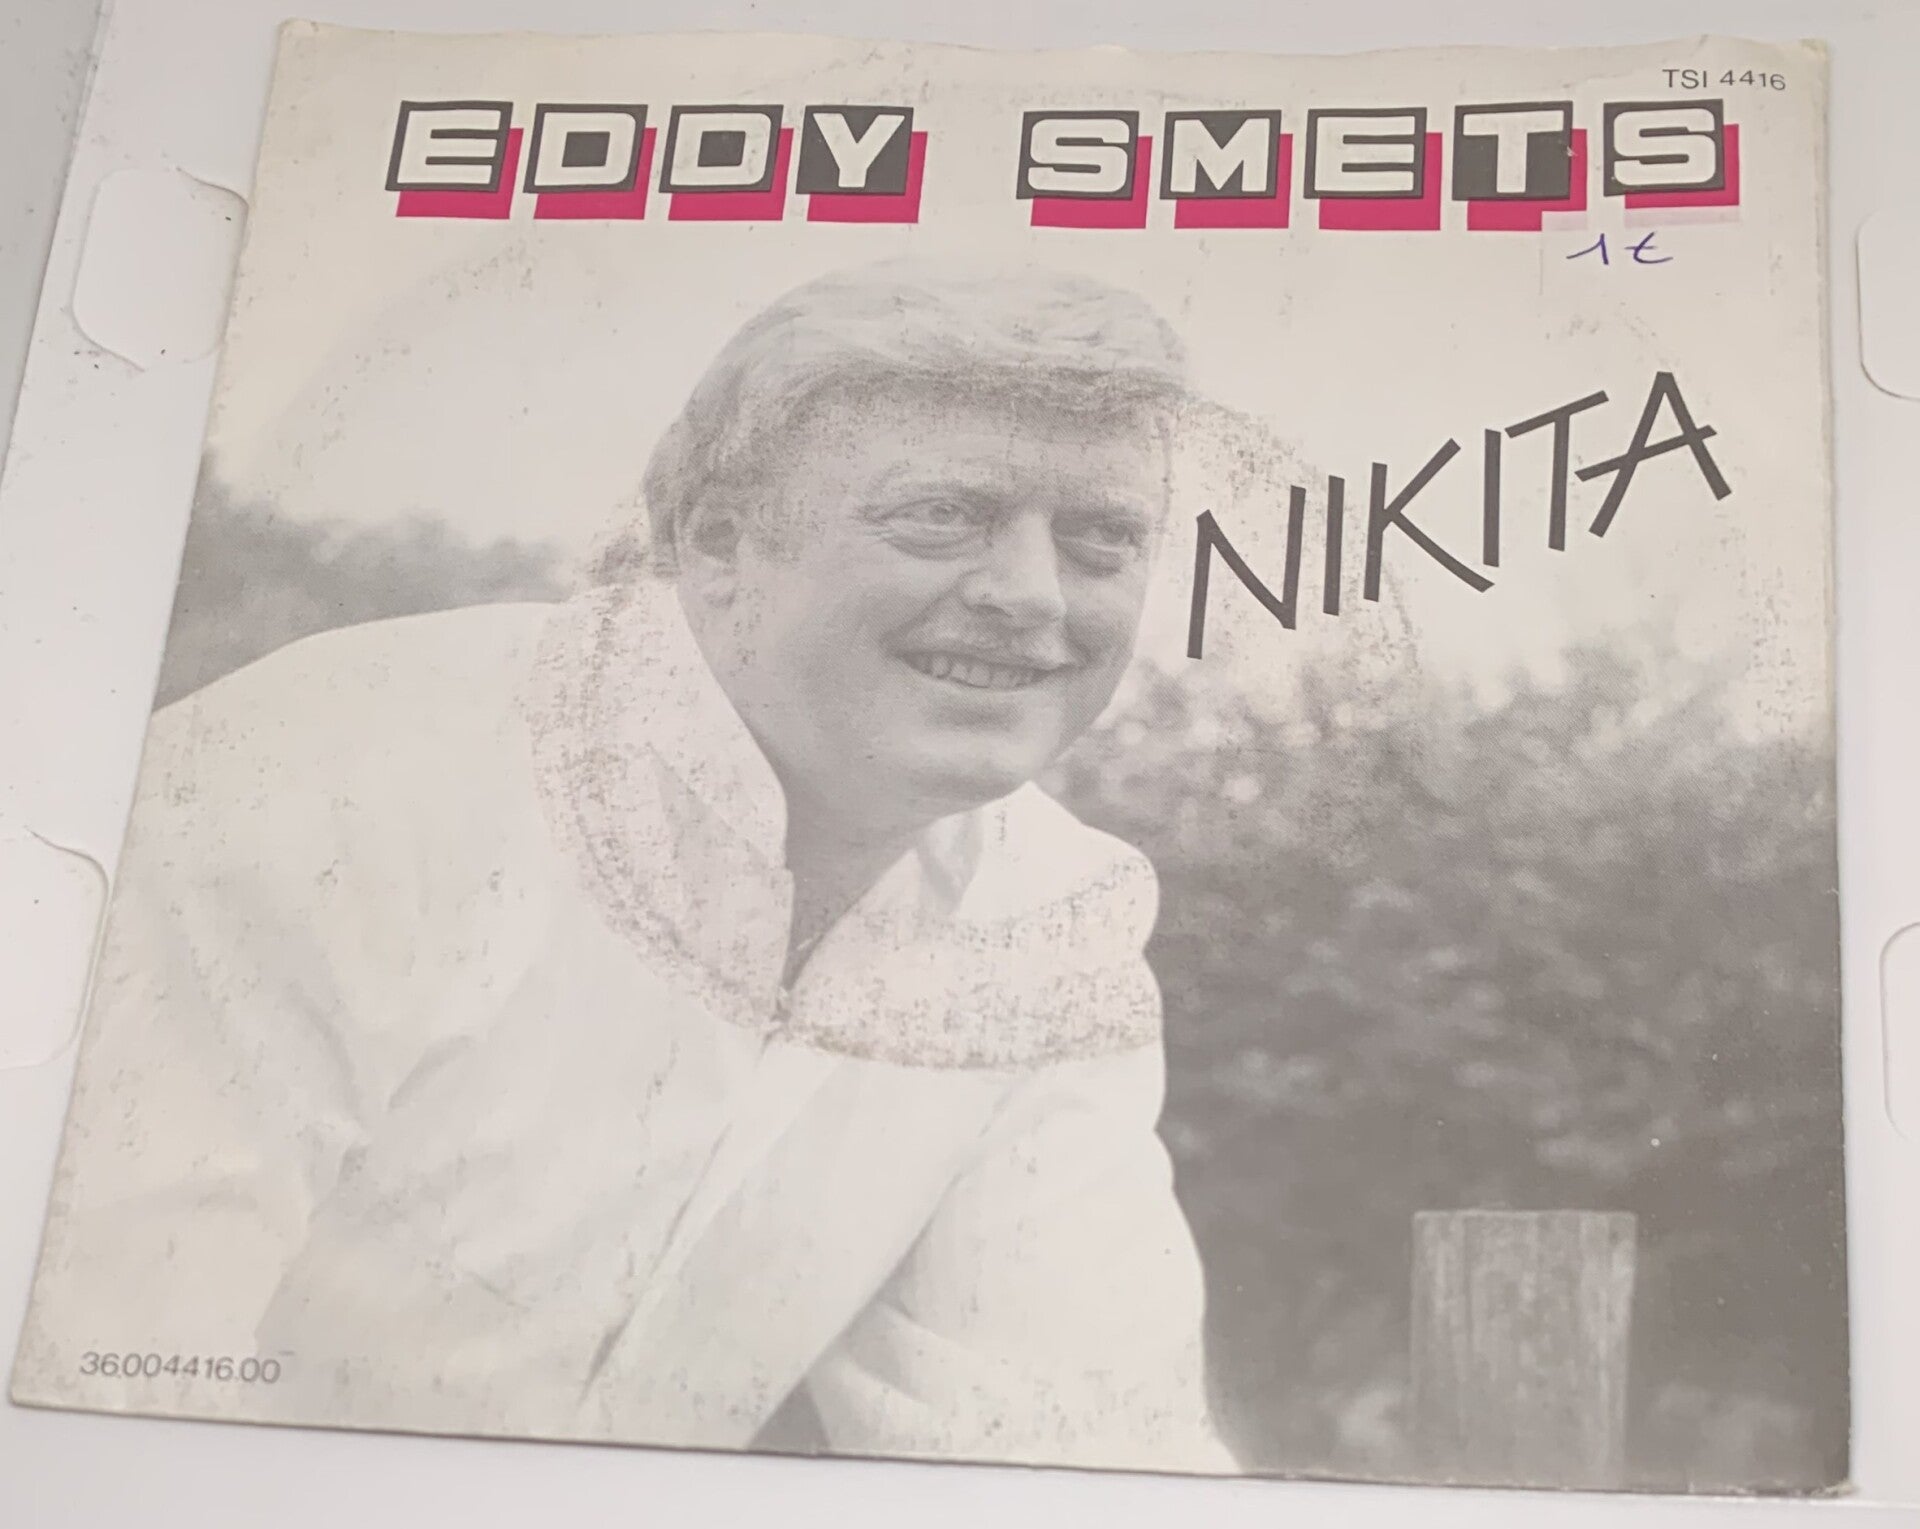 TSI 4416
EDDY SMETS
1€
NIKITA
36.004416.00